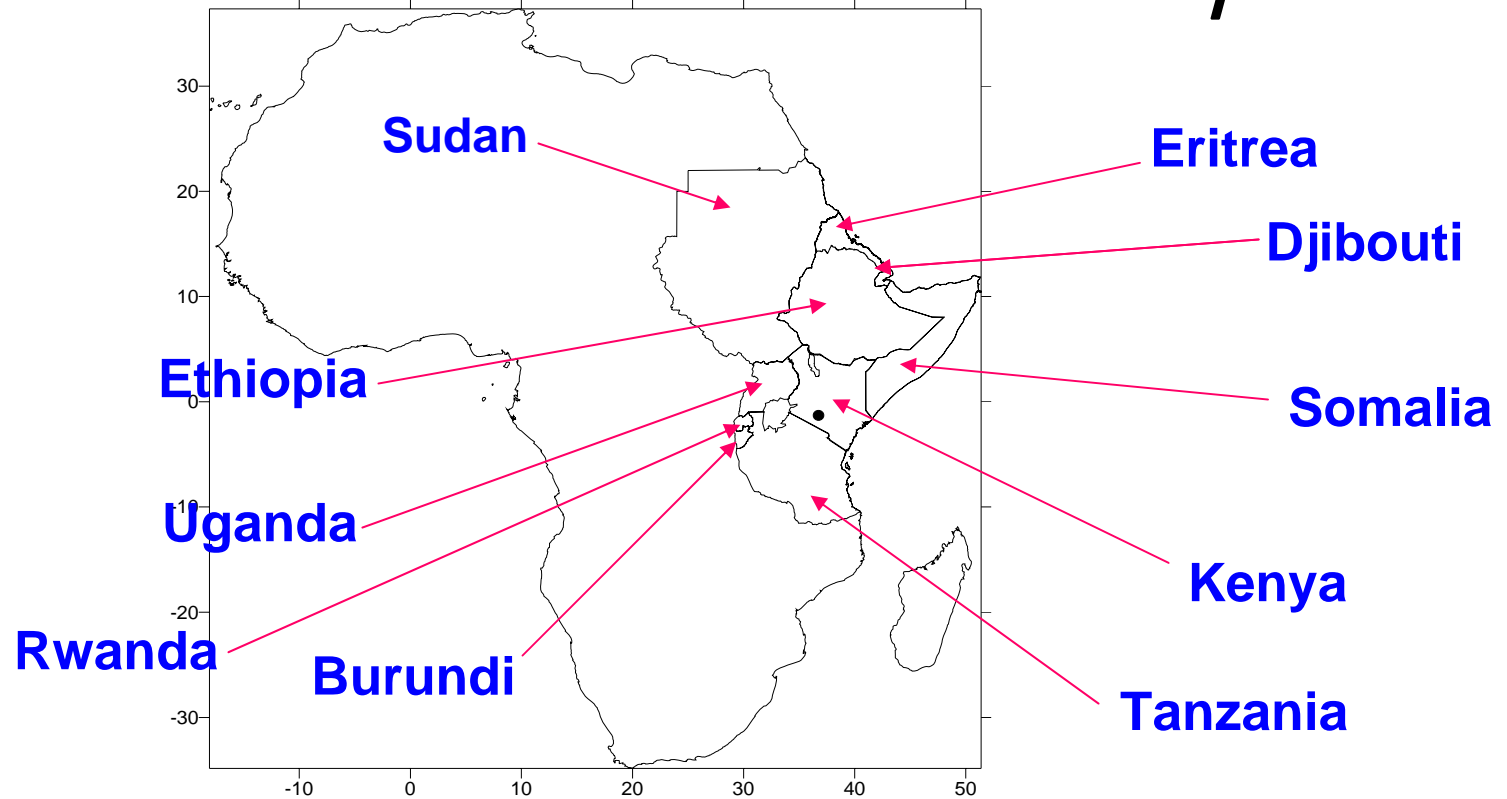 30
Sudan
Eritrea
20
Djibouti
10
Ethiopia
0
Somalia
-10
Uganda
Kenya
-20
Rwanda
Burundi
Tanzania
-30
-10 0 10 20 30 40 50